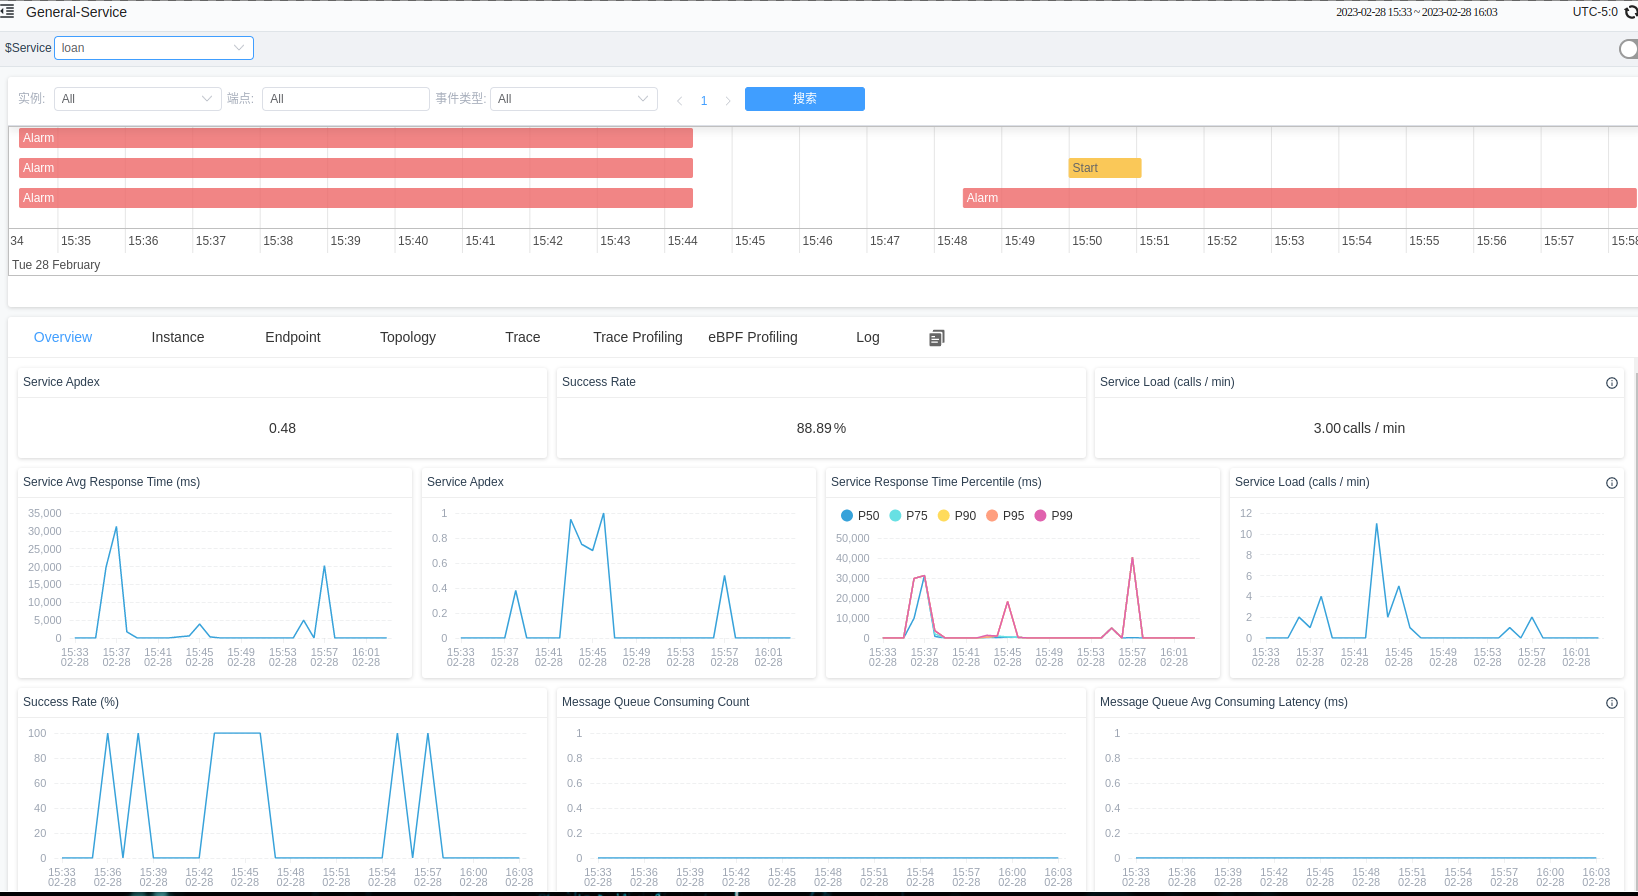 General-Service
2023-02-28 15:33 ~ 2023-02-28 16:03
UTC-5:0
$Service
loan
实例:
All
端点:
All
事件类型:
All
1
搜索
Alarm
Alarm
Start
Alarm
Alarm
34 15:35 15:36 15:37 15:38 15:39 15:40 15:41 15:42 15:43 15:44 15:45 15:46 15:47 15:48 15:49 15:50 15:51 15:52 15:53 15:54 15:55 15:56 15:57 15:58
Tue 28 February
Overview Instance Endpoint Topology Trace Trace Profiling eBPF Profiling Log
Service Apdex
0.48
Success Rate
88.89 %
Service Load (calls / min)
3.00 calls / min
Service Avg Response Time (ms)
35,000
30,000
25,000
20,000
15,000
10,000
5,000
0
15:33 15:37 15:41 15:45 15:49 15:53 15:57 16:01
02-28 02-28 02-28 02-28 02-28 02-28 02-28 02-28
Service Apdex
1
0.8
0.6
0.4
0.2
0
15:33 15:37 15:41 15:45 15:49 15:53 15:57 16:01
02-28 02-28 02-28 02-28 02-28 02-28 02-28 02-28
Service Response Time Percentile (ms)
P50 P75 P90 P95 P99
50,000
40,000
30,000
20,000
10,000
0
15:33 15:37 15:41 15:45 15:49 15:53 15:57 16:01
02-28 02-28 02-28 02-28 02-28 02-28 02-28 02-28
Service Load (calls / min)
12
10
8
6
4
2
0
15:33 15:37 15:41 15:45 15:49 15:53 15:57 16:01
02-28 02-28 02-28 02-28 02-28 02-28 02-28 02-28
Success Rate (%)
100
80
60
40
20
0
15:33 15:36 15:39 15:42 15:45 15:48 15:51 15:54 15:57 16:00 16:03
02-28 02-28 02-28 02-28 02-28 02-28 02-28 02-28 02-28 02-28 02-28
Message Queue Consuming Count
1
0.8
0.6
0.4
0.2
0
15:33 15:36 15:39 15:42 15:45 15:48 15:51 15:54 15:57 16:00 16:03
02-28 02-28 02-28 02-28 02-28 02-28 02-28 02-28 02-28 02-28 02-28
Message Queue Avg Consuming Latency (ms)
1
0.8
0.6
0.4
0.2
0
15:33 15:36 15:39 15:42 15:45 15:48 15:51 15:54 15:57 16:00 16:03
02-28 02-28 02-28 02-28 02-28 02-28 02-28 02-28 02-28 02-28 02-28